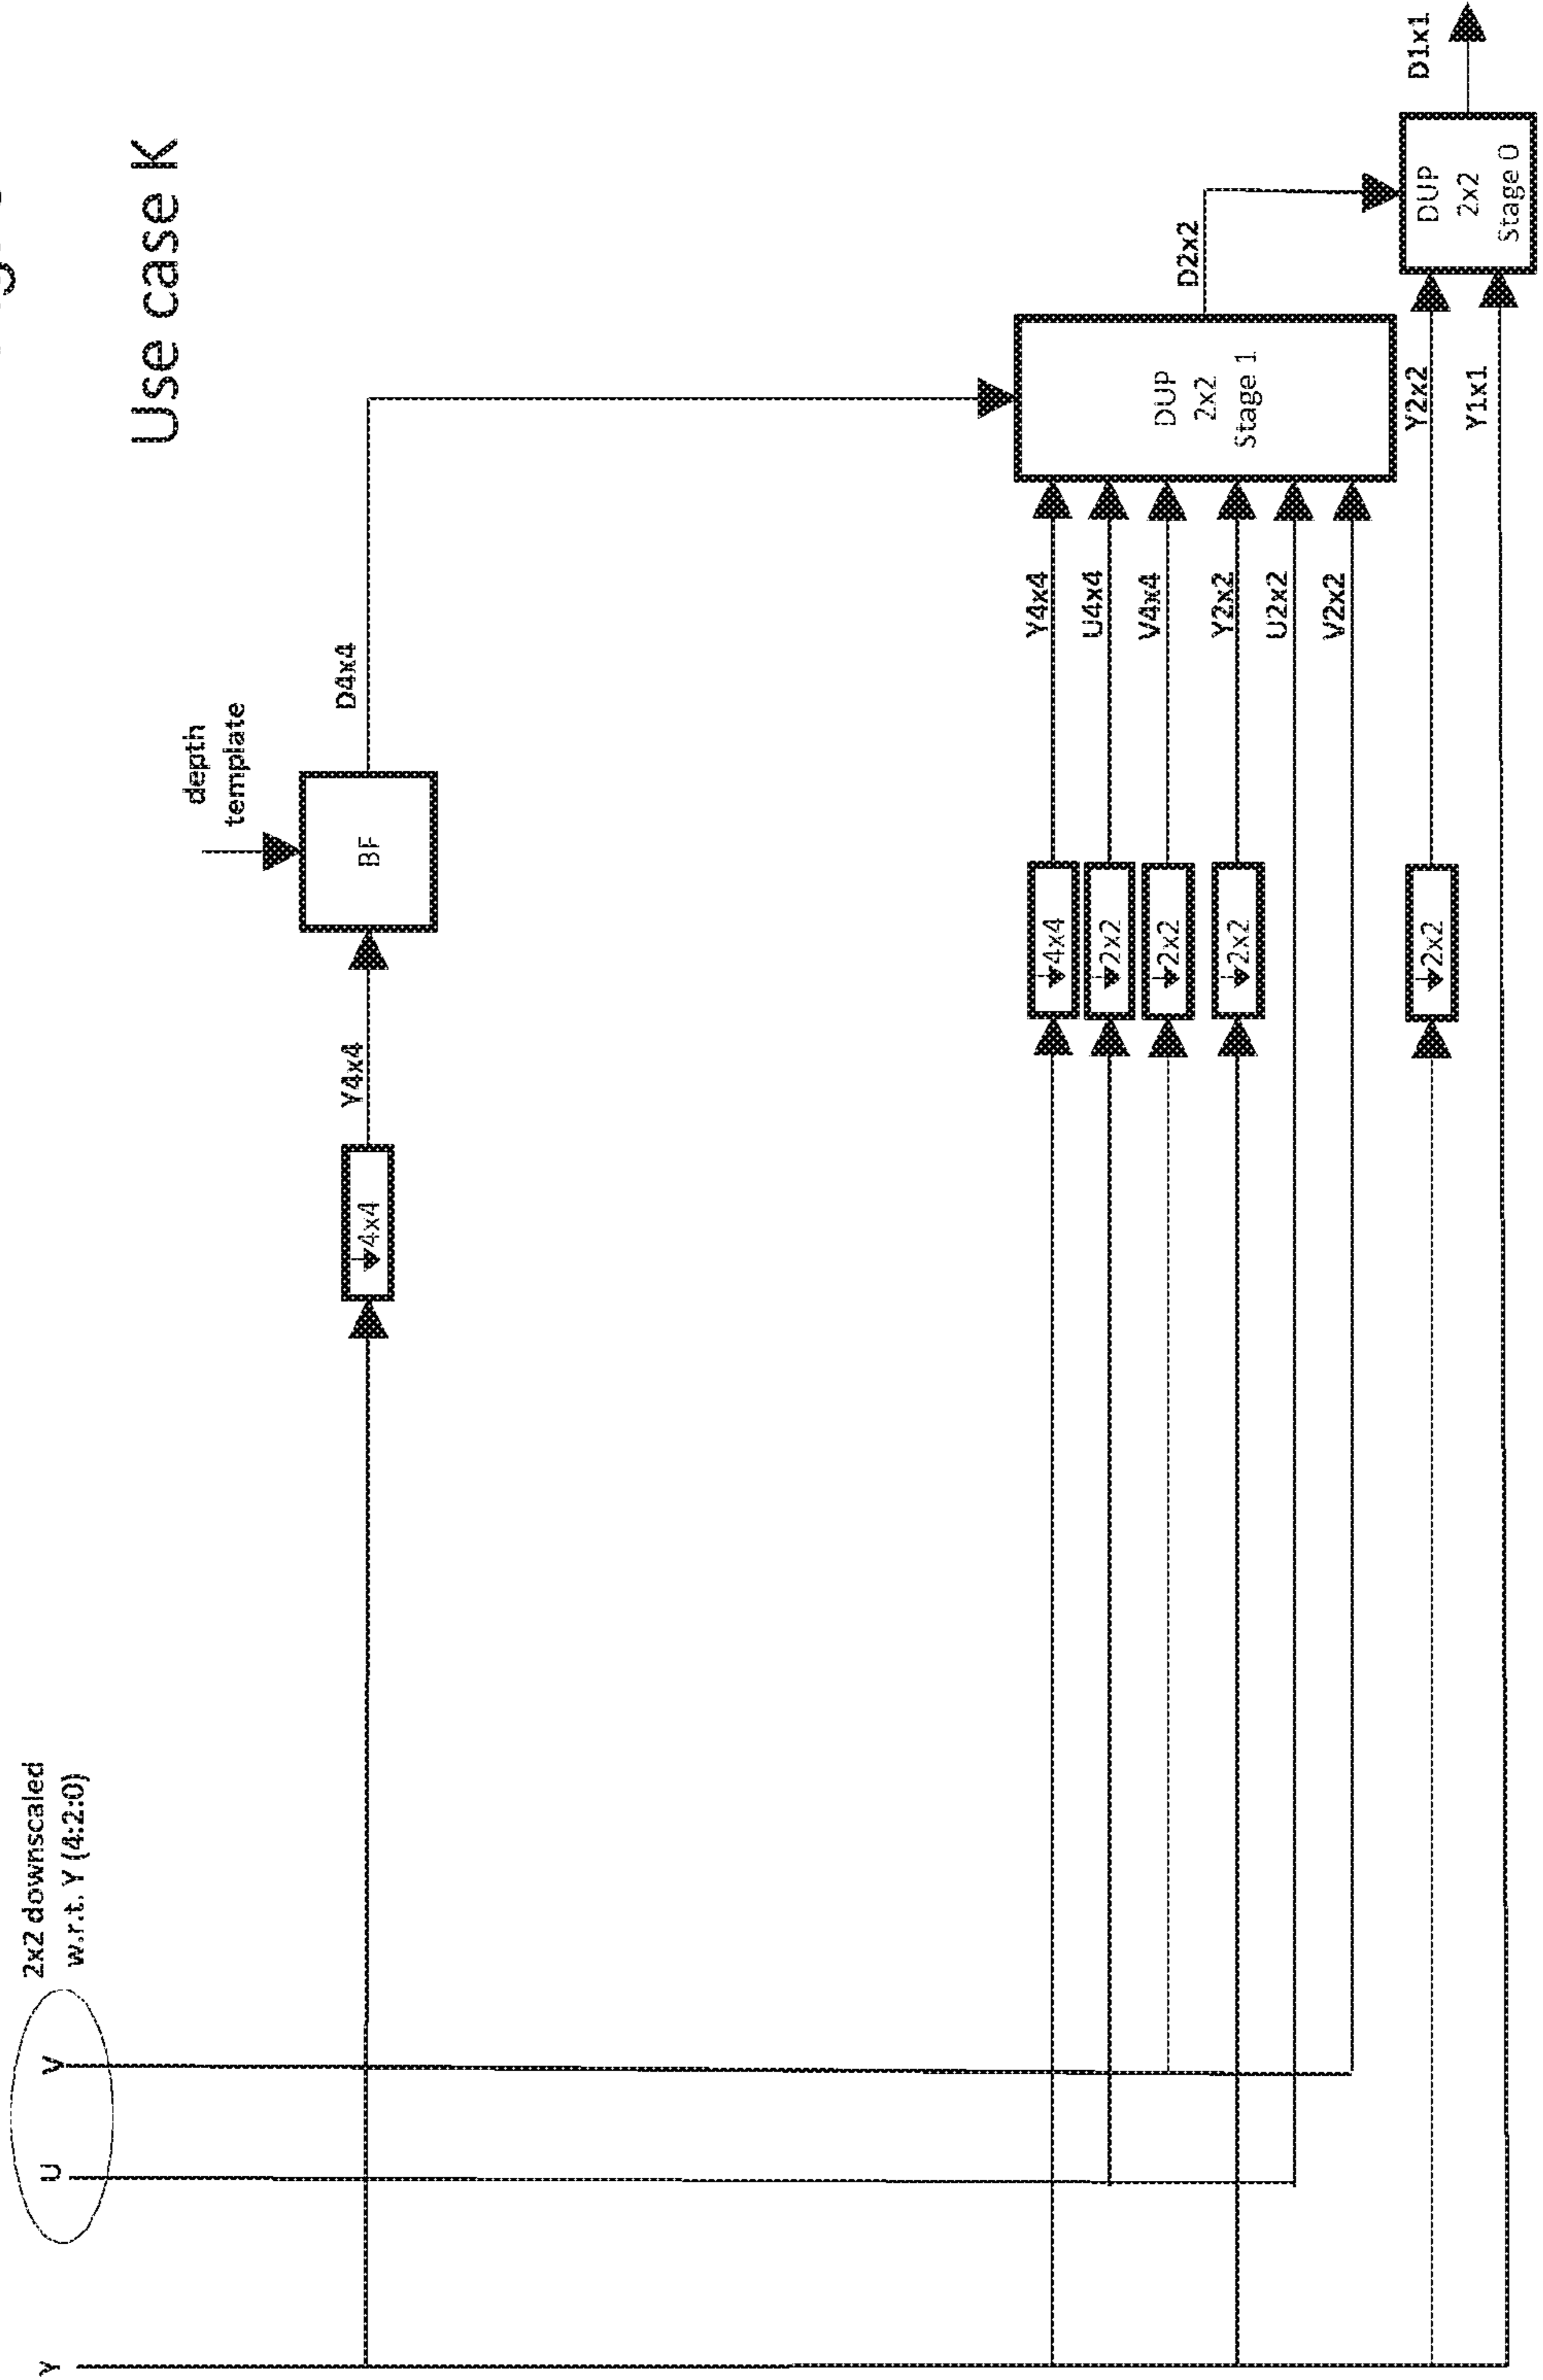 Use case K
2x2 downscaled
w.r.t. Y (4:2:0)
Y
U
V
4x4
Y4x4
depth
template
BF
D4x4
4x4
2x2
2x2
2x2
Y4x4
U4x4
V4x4
Y2x2
U2x2
V2x2
DUP
2x2
Stage 1
D2x2
2x2
Y2x2
Y1x1
DUP
2x2
Stage 0
D1x1